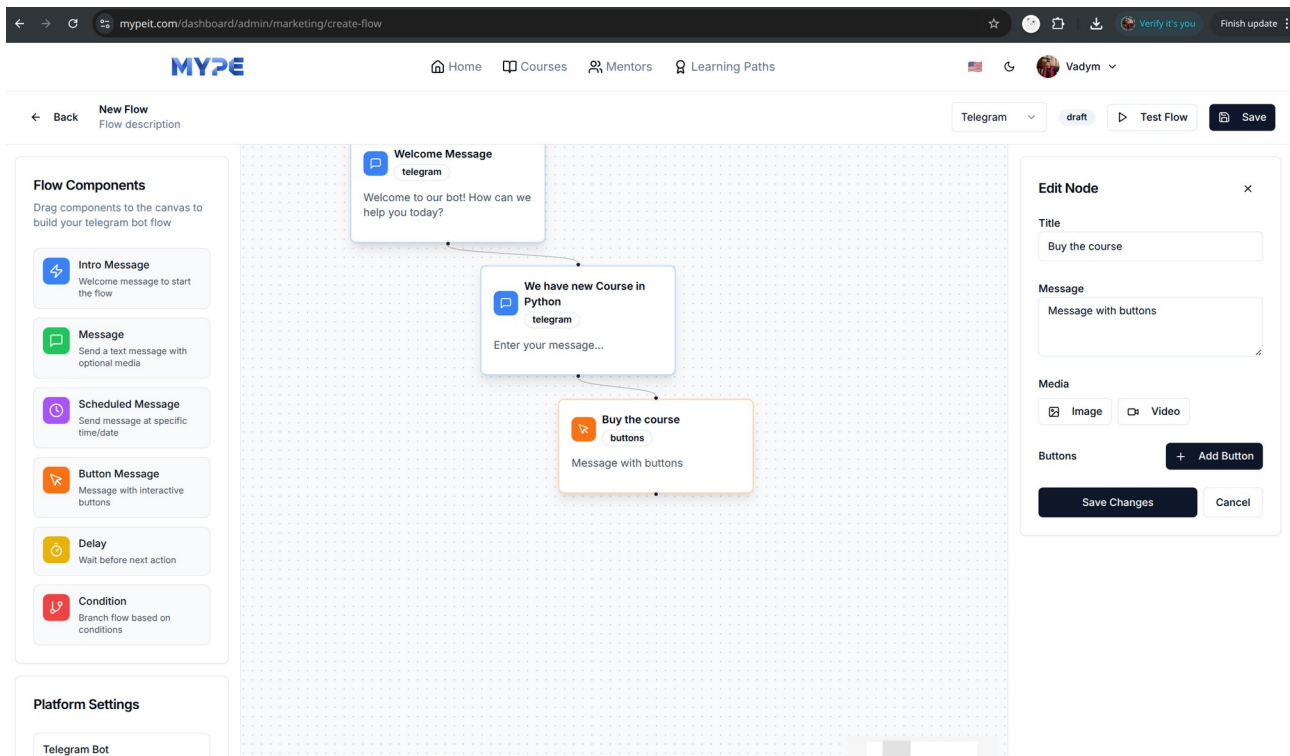 mypeit.com/dashboard/admin/marketing/create-flow
Verify it's you
Finish update
MYPE
Home
Courses
Mentors
Learning Paths
Vadym
Back
New Flow
Flow description
Telegram
draft
Test Flow
Save
Flow Components
Drag components to the canvas to
build your telegram bot flow
Intro Message
Welcome message to start
the flow
Message
Send a text message with
optional media
Scheduled Message
Send message at specific
time/date
Button Message
Message with interactive
buttons
Delay
Wait before next action
Condition
Branch flow based on
conditions
Platform Settings
Telegram Bot
Welcome Message
telegram
Welcome to our bot! How can we
help you today?
We have new Course in
Python
telegram
Enter your message...
Buy the course
buttons
Message with buttons
Edit Node
Title
Buy the course
Message
Message with buttons
Media
Image
Video
Buttons
+ Add Button
Save Changes
Cancel